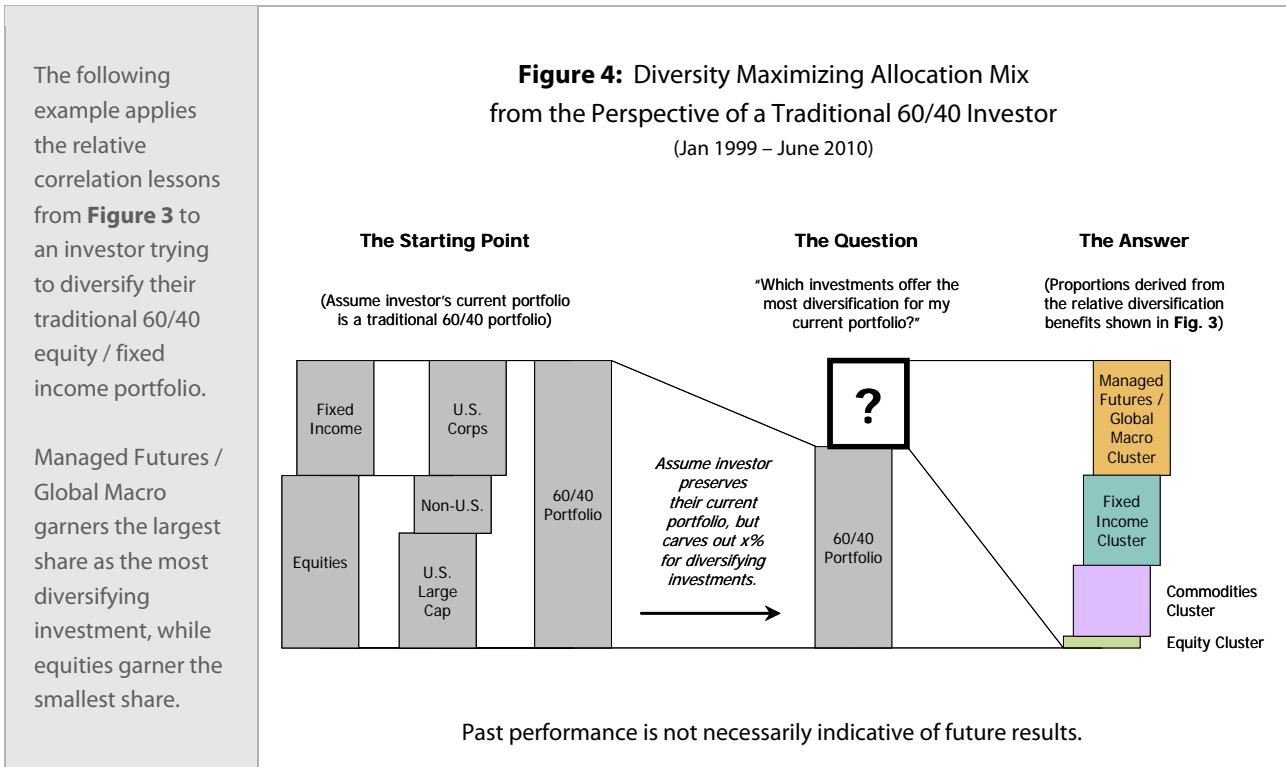 The following
example applies
the relative
correlation lessons
from Figure 3 to
an investor trying
to diversify their
traditional 60/40
equity / fixed
income portfolio.
Managed Futures /
Global Macro
garners the largest
share as the most
diversifying
investment, while
equities garner the
smallest share.
Figure 4: Diversity Maximizing Allocation Mix
from the Perspective of a Traditional 60/40 Investor
(Jan 1999 – June 2010)
The Starting Point
(Assume investor's current portfolio
is a traditional 60/40 portfolio)
Fixed
Income
Equities
U.S.
Corps
Non-U.S.
U.S.
Large
Cap
60/40
Portfolio
Assume investor
preserves
their current
portfolio, but
carves out x%
for diversifying
investments.
The Question
"Which investments offer the
most diversification for my
current portfolio?"
?
60/40
Portfolio
The Answer
(Proportions derived from
the relative diversification
benefits shown in Fig. 3)
Managed
Futures /
Global
Macro
Cluster
Fixed
Income
Cluster
Commodities
Cluster
Equity Cluster
Past performance is not necessarily indicative of future results.